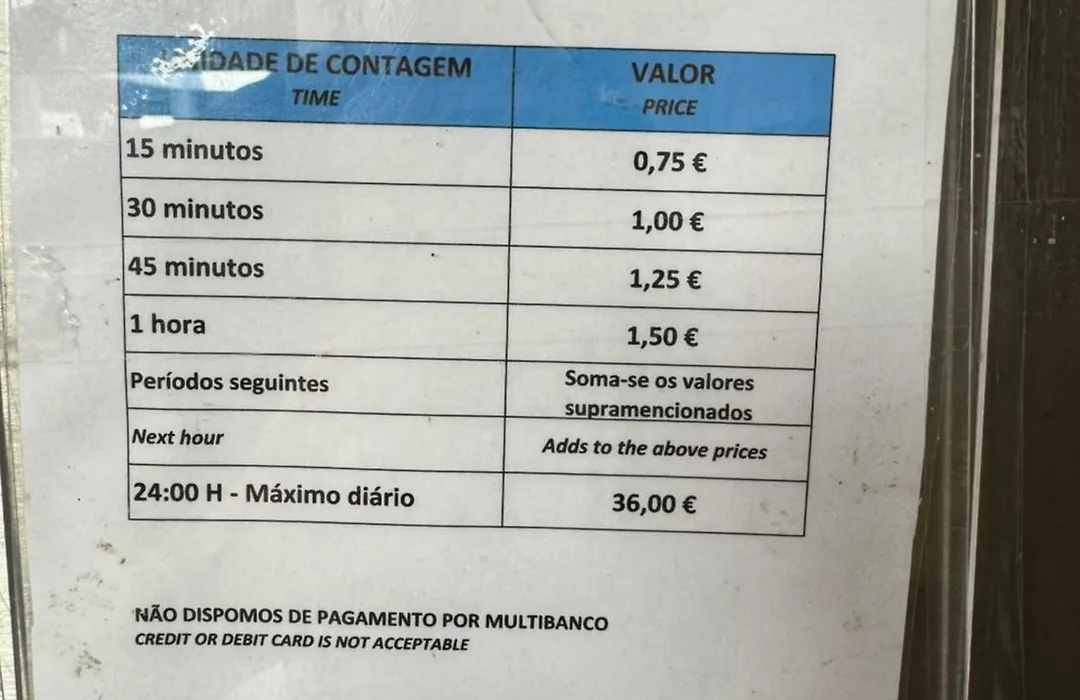 DE CONTAGEM
TIME
VALOR
PRICE
15 minutos
0,75 €
30 minutos
1,00 €
45 minutos
1,25 €
1 hora
1,50 €
Períodos seguintes
Soma-se os valores
supramencionados
Next hour
Adds to the above prices
24:00 H - Máximo diário
36,00 €
NÃO DISPOMOS DE PAGAMENTO POR MULTIBANCO
CREDIT OR DEBIT CARD IS NOT ACCEPTABLE